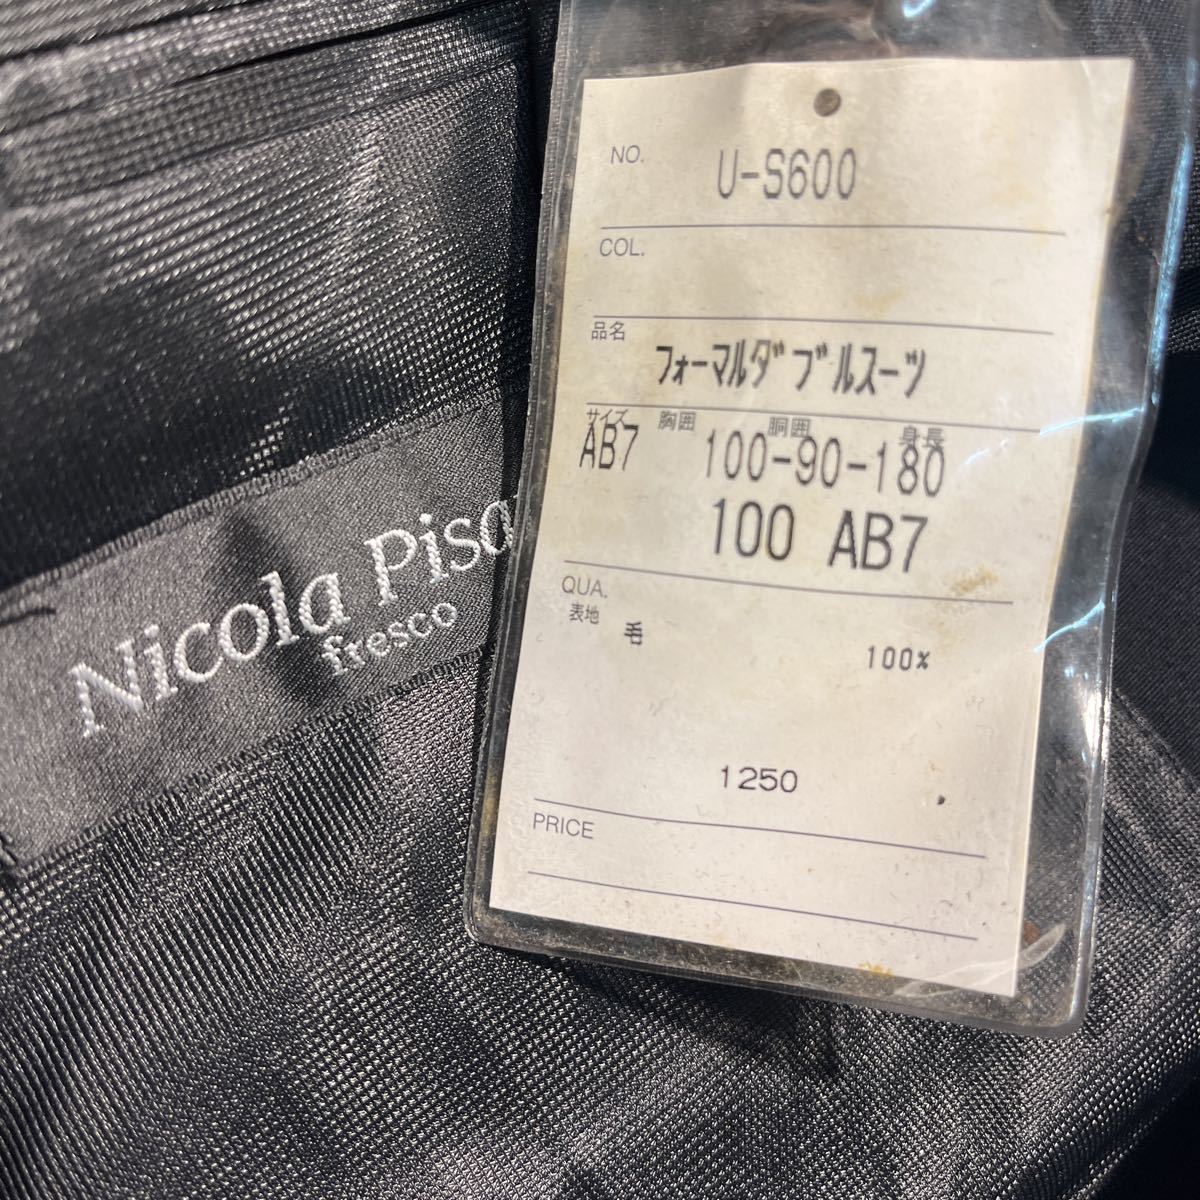 Nicola Pisa
fresco
NO. U-S600
COL.
品名 フォーマルダブルスーツ
サイズ 胸囲 胴囲 身長
AB7 100-90-180
100 AB7
QUA.
表地 毛 100%
1250
PRICE